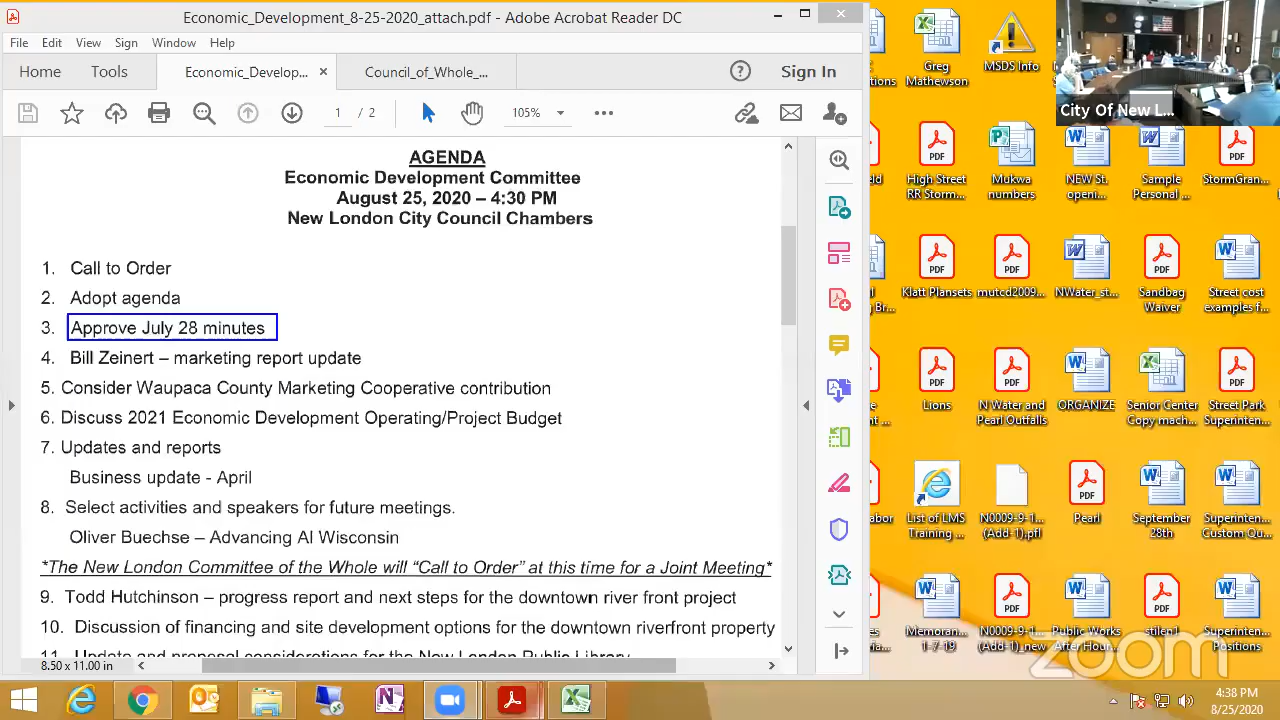 Economic_Development_8-25-2020_attach.pdf - Adobe Acrobat Reader DC
File Edit View Sign Window Help
Home Tools Economic_Develop... × Council_of_Whole_... Sign In
1 / 2 105%
AGENDA
Economic Development Committee
August 25, 2020 – 4:30 PM
New London City Council Chambers
1. Call to Order
2. Adopt agenda
3. Approve July 28 minutes
4. Bill Zeinert – marketing report update
5. Consider Waupaca County Marketing Cooperative contribution
6. Discuss 2021 Economic Development Operating/Project Budget
7. Updates and reports
Business update - April
8. Select activities and speakers for future meetings.
Oliver Buechse – Advancing AI Wisconsin
*The New London Committee of the Whole will “Call to Order” at this time for a Joint Meeting*
9. Todd Hutchinson – progress report and next steps for the downtown river front project
10. Discussion of financing and site development options for the downtown riverfront property
11. Update and proposed
for the New London Public Library
8.50 x 11.00 in
City Of New L...
Greg Mathewson
MSDS Info
High Street RR Storm...
Mukwa numbers
NEW St. openi...
Sample Personal ...
StormGran...
Klatt Plansets
mutcd2009...
NWater_st...
Sandbag Waiver
Street cost examples f...
Lions
N Water and Pearl Outfalls
ORGANIZE
Senior Center Copy mach...
Street Park Superinten...
List of LMS Training ...
N0009-9-1... (Add-1).pfl
Pearl
September 28th
Superinten... Custom Qu...
Memoran... 1-7-19
N0009-9-1... (Add-1)_new
Public Works After Hour...
stilen1
Superinten... Positions
zoom
4:38 PM
8/25/2020